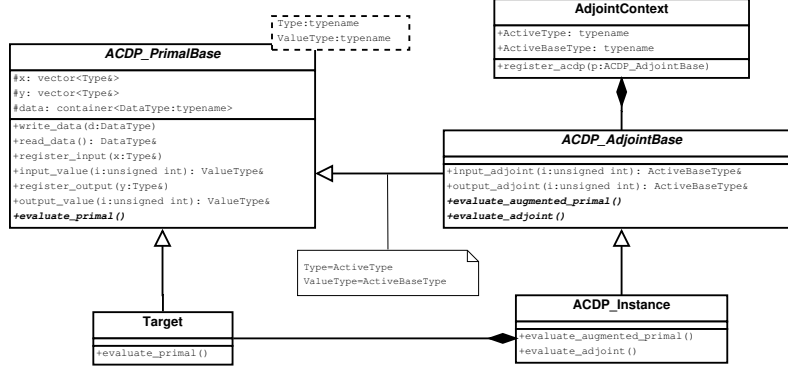 Type:typename
ValueType:typename
ACDP_PrimalBase
#x: vector<Type&>
#y: vector<Type&>
#data: container<DataType:typename>
+write_data(d:DataType)
+read_data(): DataType&
+register_input(x:Type&)
+input_value(i:unsigned int): ValueType&
+register_output(y:Type&)
+output_value(i:unsigned int): ValueType&
+evaluate_primal()
AdjointContext
+ActiveType: typename
+ActiveBaseType: typename
+register_acdp(p:ACDP_AdjointBase)
ACDP_AdjointBase
+input_adjoint(i:unsigned int): ActiveBaseType&
+output_adjoint(i:unsigned int): ActiveBaseType&
+evaluate_augmented_primal()
+evaluate_adjoint()
Type=ActiveType
ValueType=ActiveBaseType
Target
+evaluate_primal()
ACDP_Instance
+evaluate_augmented_primal()
+evaluate_adjoint()